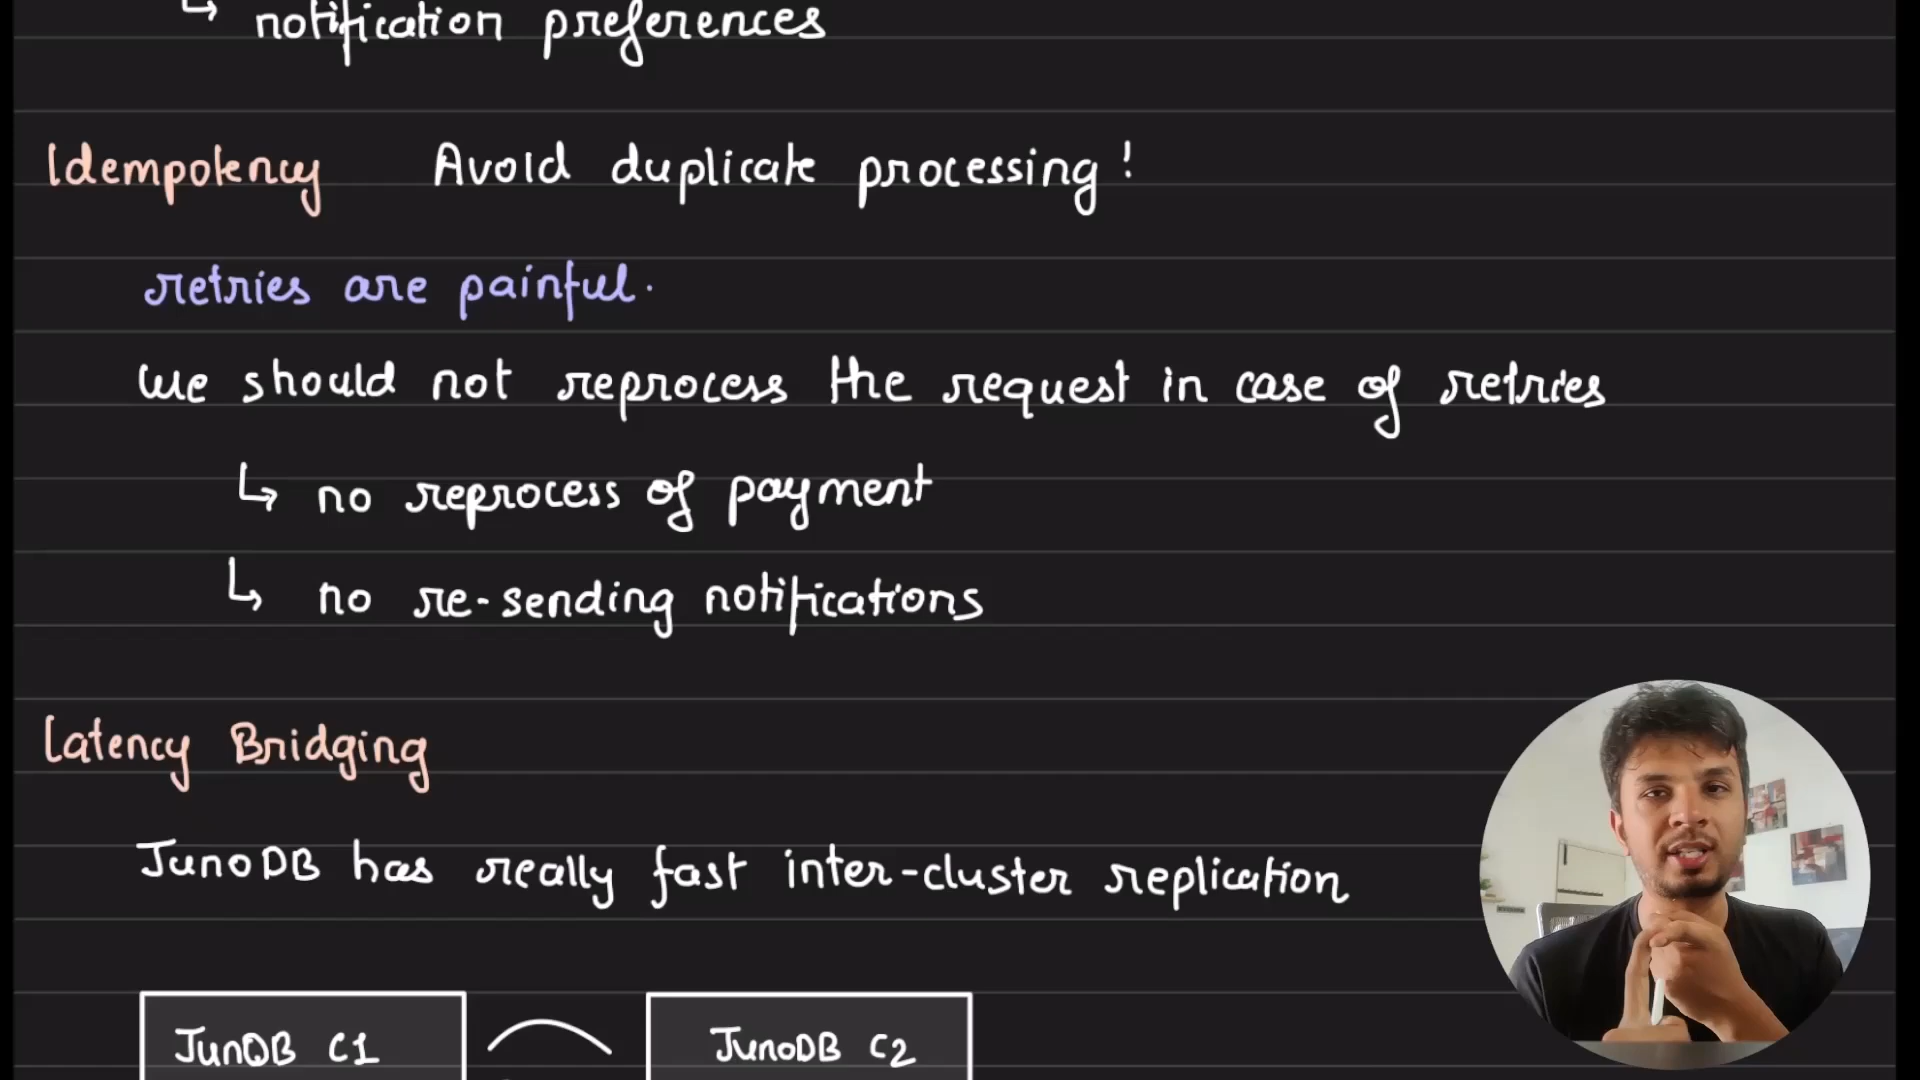 ↳ notification preferences
Idempotency Avoid duplicate processing!
retries are painful.
we should not reprocess the request in case of retries
↳ no reprocess of payment
↳ no re-sending notifications
Latency Bridging
JunoDB has really fast inter-cluster replication
JunoDB C1 JunoDB C2